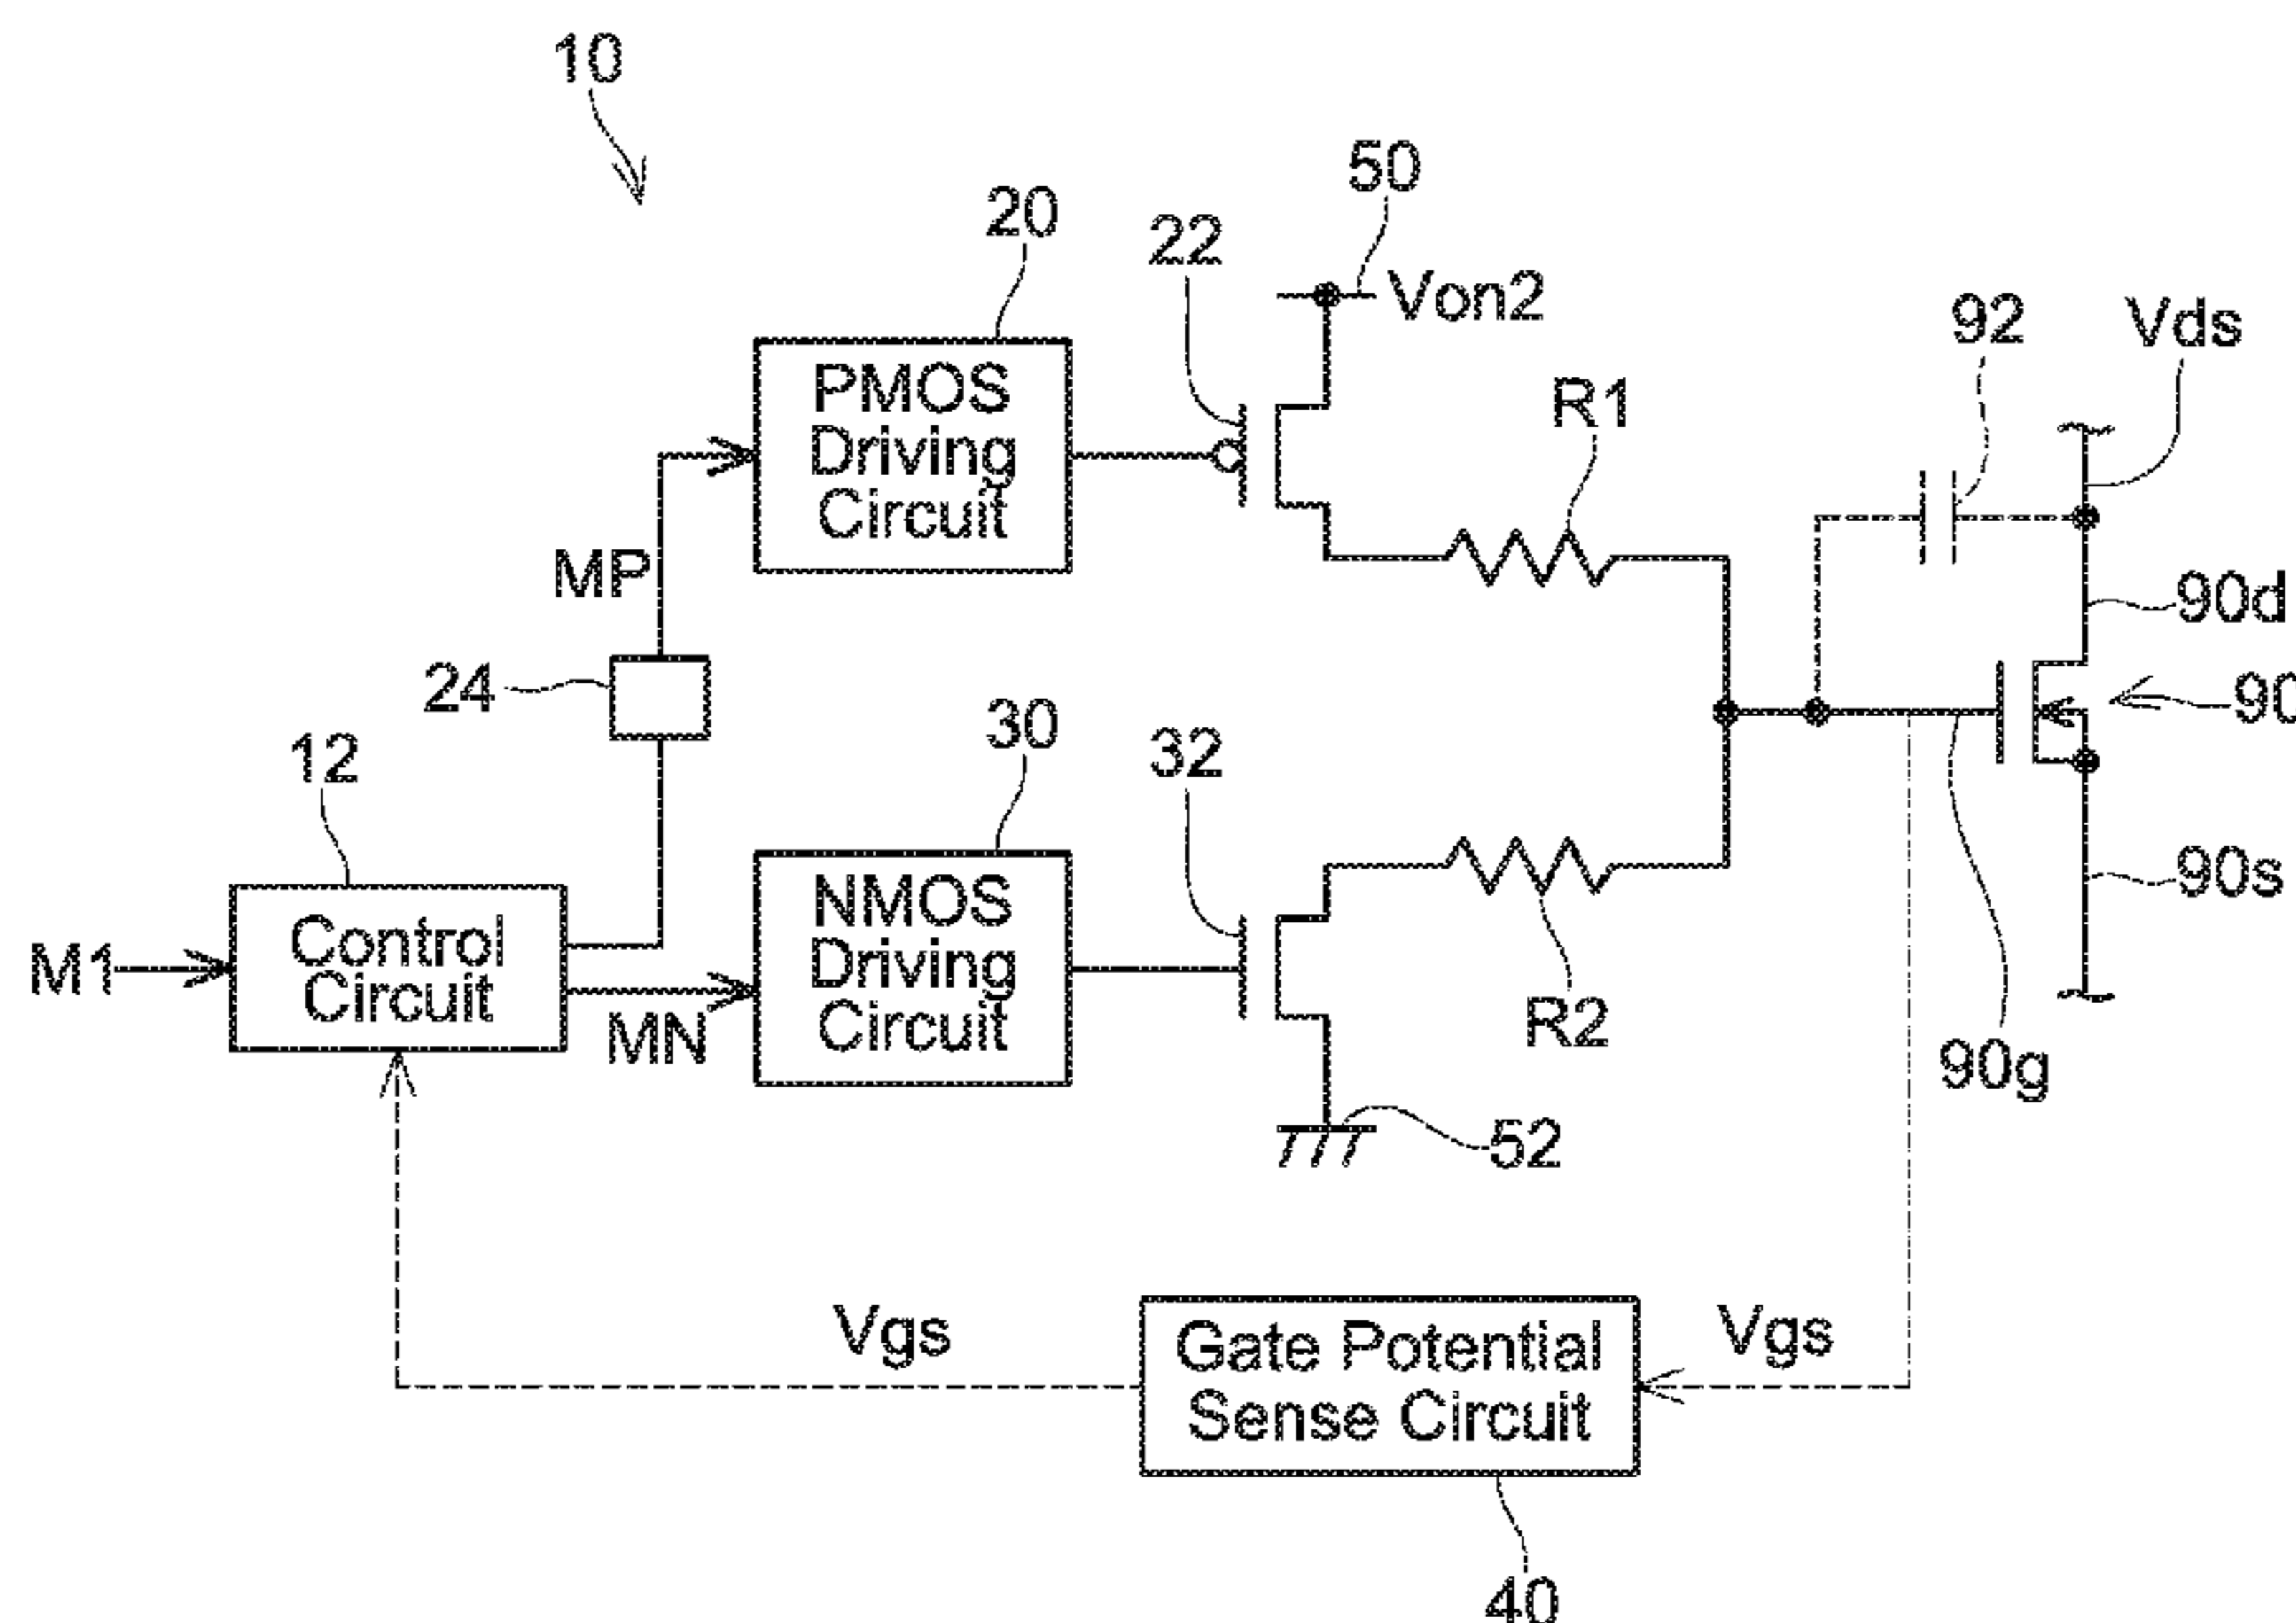 10
50
20
22
Von2
92
Vds
PMOS
Driving
Circuit
R1
MP
90d
24
90
30
32
12
NMOS
Driving
Circuit
90s
Control
Circuit
M1
MN
R2
90g
52
Vgs
Gate Potential
Sense Circuit
Vgs
40